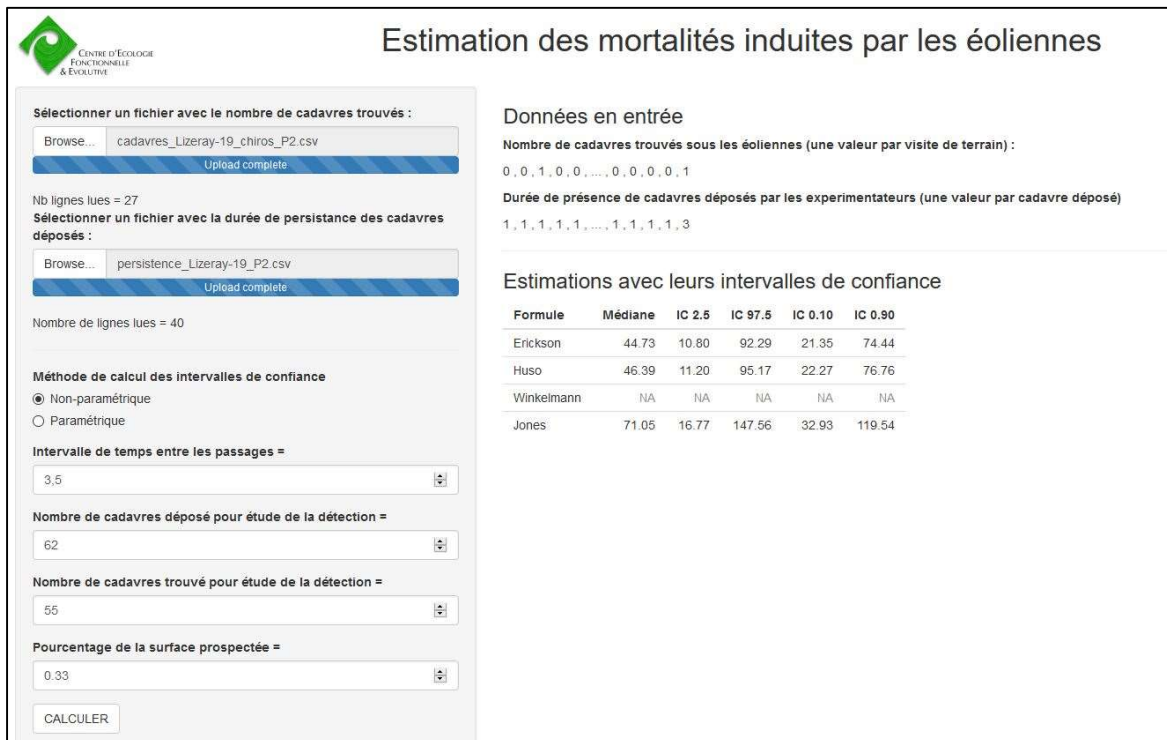 CENTRE D'ECOLOGIE
FONCTIONNELLE
& EVOLUTIVE
Estimation des mortalités induites par les éoliennes
Sélectionner un fichier avec le nombre de cadavres trouvés :
Browse... cadavres_Lizeray-19_chiros_P2.csv
Upload complete
Nb lignes lues = 27
Sélectionner un fichier avec la durée de persistance des cadavres
déposés :
Browse... persistence_Lizeray-19_P2.csv
Upload complete
Nombre de lignes lues = 40
Méthode de calcul des intervalles de confiance
Non-paramétrique
Paramétrique
Intervalle de temps entre les passages =
3,5
Nombre de cadavres déposé pour étude de la détection =
62
Nombre de cadavres trouvé pour étude de la détection =
55
Pourcentage de la surface prospectée =
0.33
CALCULER
Données en entrée
Nombre de cadavres trouvés sous les éoliennes (une valeur par visite de terrain) :
0 , 0 , 1 , 0 , 0 , ... , 0 , 0 , 0 , 0 , 1
Durée de présence de cadavres déposés par les experimentateurs (une valeur par cadavre déposé)
1 , 1 , 1 , 1 , 1 , ... , 1 , 1 , 1 , 1 , 3
Estimations avec leurs intervalles de confiance
Formule Médiane IC 2.5 IC 97.5 IC 0.10 IC 0.90
Erickson 44.73 10.80 92.29 21.35 74.44
Huso 46.39 11.20 95.17 22.27 76.76
Winkelmann NA NA NA NA NA
Jones 71.05 16.77 147.56 32.93 119.54